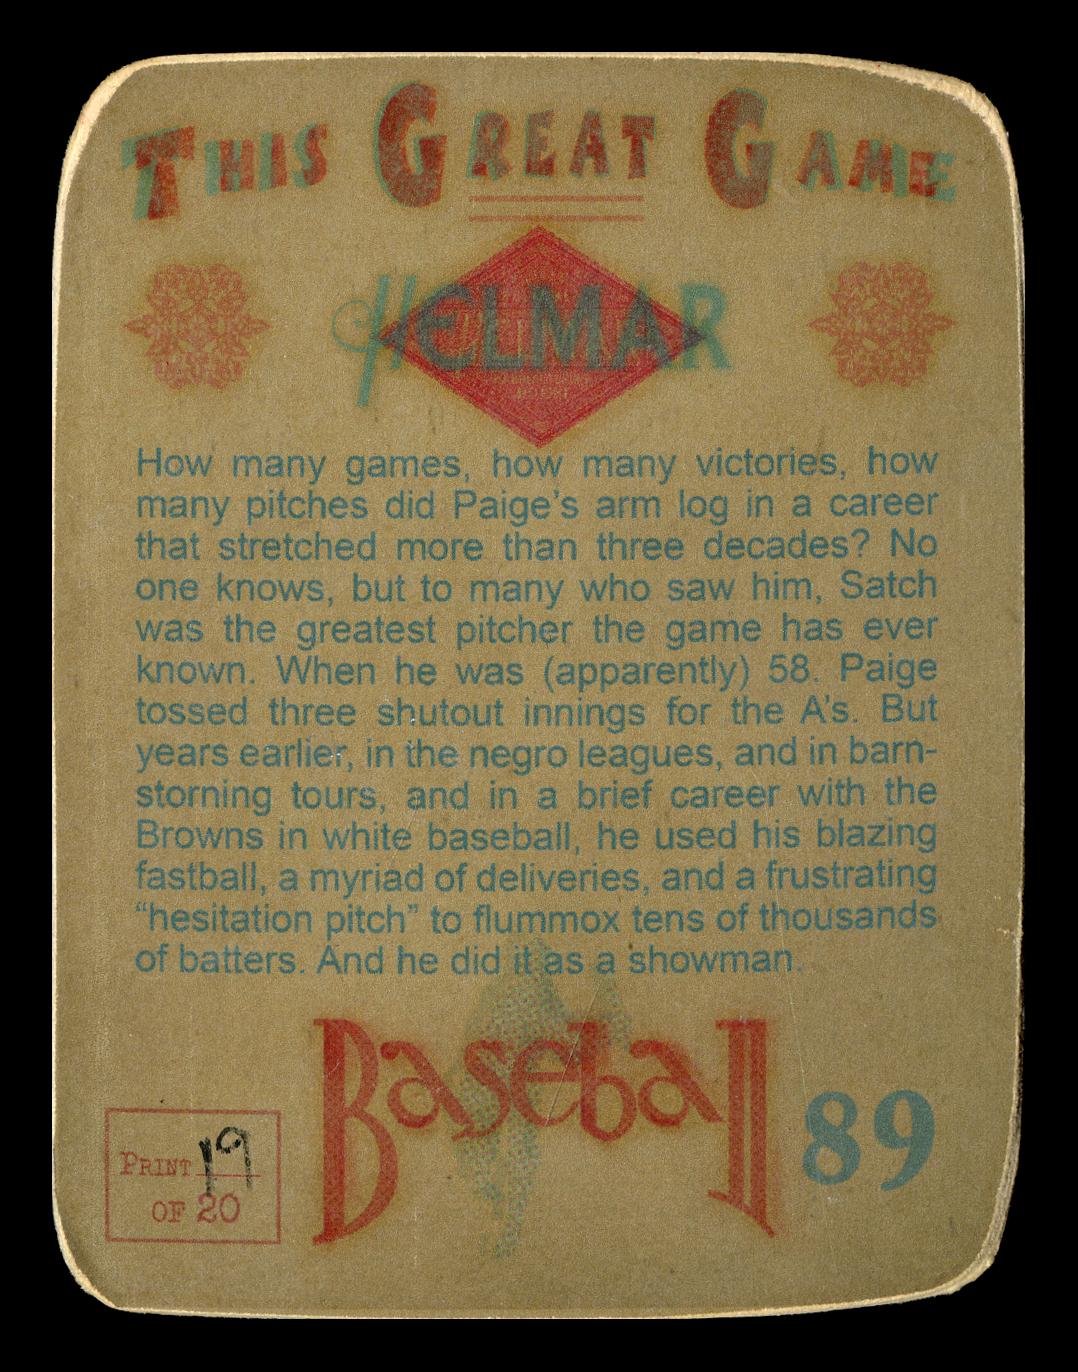 THIS GREAT GAME
HELMAR
How many games, how many victories, how
many pitches did Paige's arm log in a career
that stretched more than three decades? No
one knows, but to many who saw him, Satch
was the greatest pitcher the game has ever
known. When he was (apparently) 58. Paige
tossed three shutout innings for the A's. But
years earlier, in the negro leagues, and in barn-
storning tours, and in a brief career with the
Browns in white baseball, he used his blazing
fastball, a myriad of deliveries, and a frustrating
“hesitation pitch” to flummox tens of thousands
of batters. And he did it as a showman.
Baseball
89
PRINT 19
OF 20